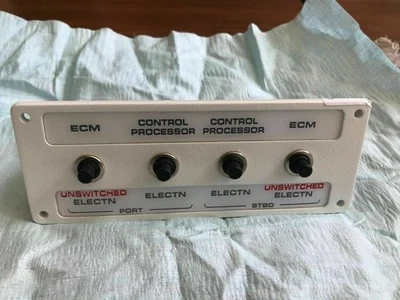 ECM CONTROL CONTROL ECM
PROCESSOR PROCESSOR
UNSWITCHED ELECTN ELECTN UNSWITCHED
ELECTN ELECTN
PORT STBD